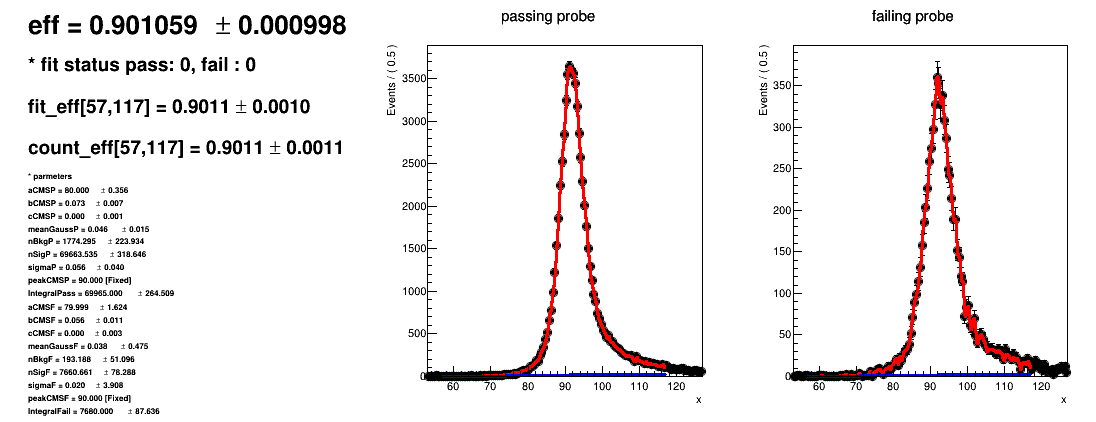 eff = 0.901059 ± 0.000998
* fit status pass: 0, fail : 0
fit_eff[57,117] = 0.9011 ± 0.0010
count_eff[57,117] = 0.9011 ± 0.0011
* parmeters
aCMSP = 80.000 ± 0.356
bCMSP = 0.073 ± 0.007
cCMSP = 0.000 ± 0.001
meanGaussP = 0.046 ± 0.015
nBkgP = 1774.295 ± 223.934
nSigP = 69663.535 ± 318.646
sigmaP = 0.056 ± 0.040
peakCMSP = 90.000 [Fixed]
IntegralPass = 69965.000 ± 264.509
aCMSF = 79.999 ± 1.624
bCMSF = 0.056 ± 0.011
cCMSF = 0.000 ± 0.003
meanGaussF = 0.038 ± 0.475
nBkgF = 193.188 ± 51.096
nSigF = 7660.661 ± 78.288
sigmaF = 0.020 ± 3.908
peakCMSF = 90.000 [Fixed]
IntegralFail = 7680.000 ± 87.636
passing probe
Events / ( 0.5 )
3500
3000
2500
2000
1500
1000
500
0
60 70 80 90 100 110 120
x
failing probe
Events / ( 0.5 )
350
300
250
200
150
100
50
0
60 70 80 90 100 110 120
x